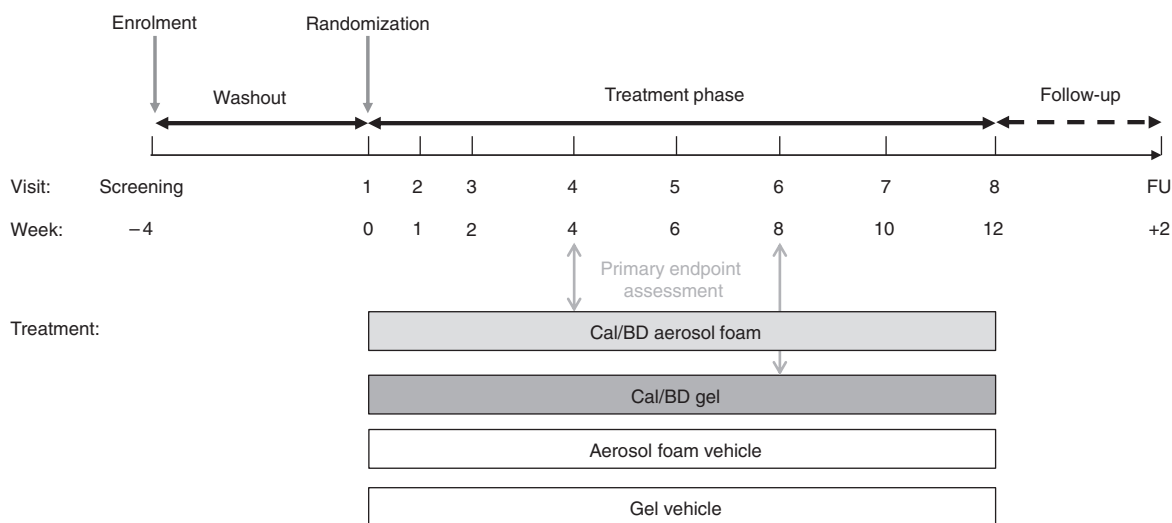 Enrolment Randomization
Washout Treatment phase Follow-up
Visit: Screening 1 2 3 4 5 6 7 8 FU
Week: −4 0 1 2 4 6 8 10 12 +2
Primary endpoint
assessment
Treatment: Cal/BD aerosol foam
Cal/BD gel
Aerosol foam vehicle
Gel vehicle